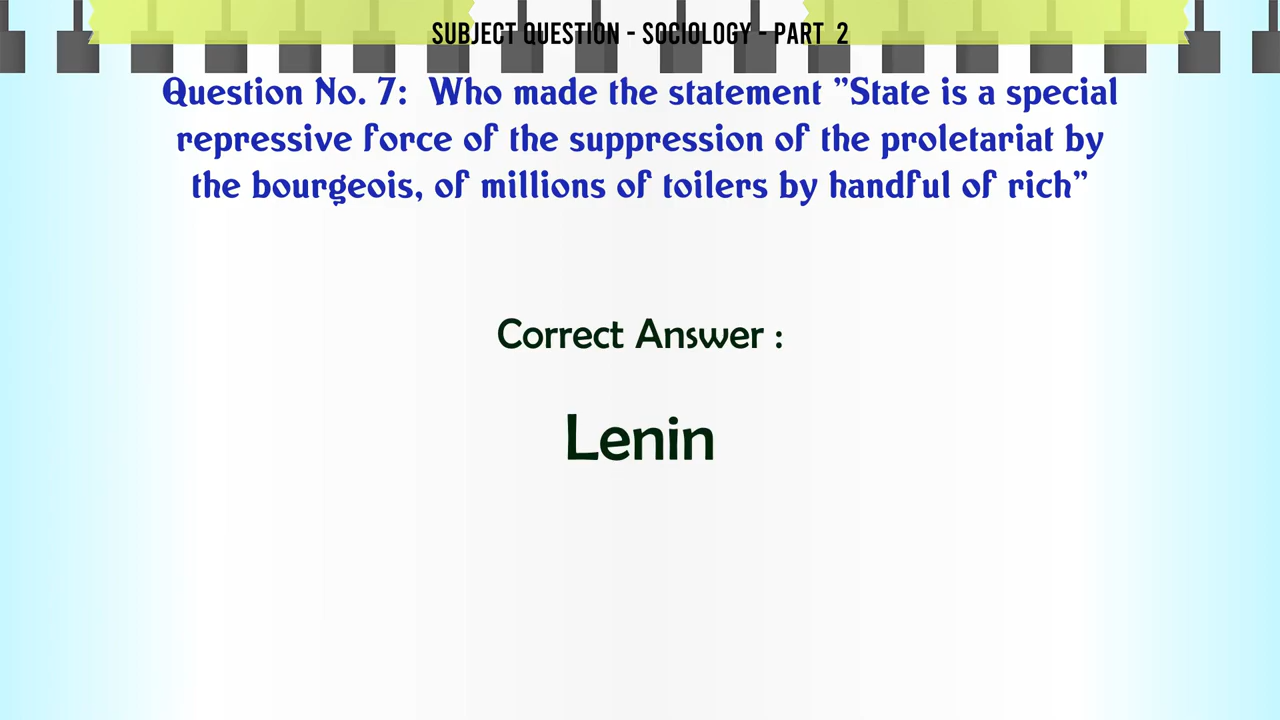 SUBJECT QUESTION - SOCIOLOGY - PART 2
Question No. 7: Who made the statement ”State is a special
repressive force of the suppression of the proletariat by
the bourgeois, of millions of toilers by handful of rich”
Correct Answer :
Lenin